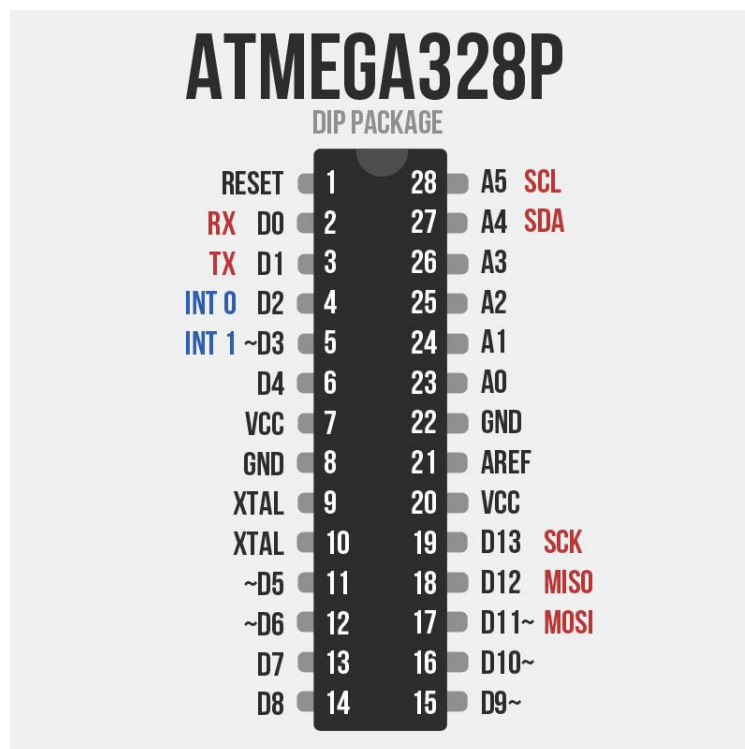 ATMEGA328P
DIP PACKAGE
RESET 1 28 A5 SCL
RX D0 2 27 A4 SDA
TX D1 3 26 A3
INT 0 D2 4 25 A2
INT 1 ~D3 5 24 A1
D4 6 23 A0
VCC 7 22 GND
GND 8 21 AREF
XTAL 9 20 VCC
XTAL 10 19 D13 SCK
~D5 11 18 D12 MISO
~D6 12 17 D11~ MOSI
D7 13 16 D10~
D8 14 15 D9~